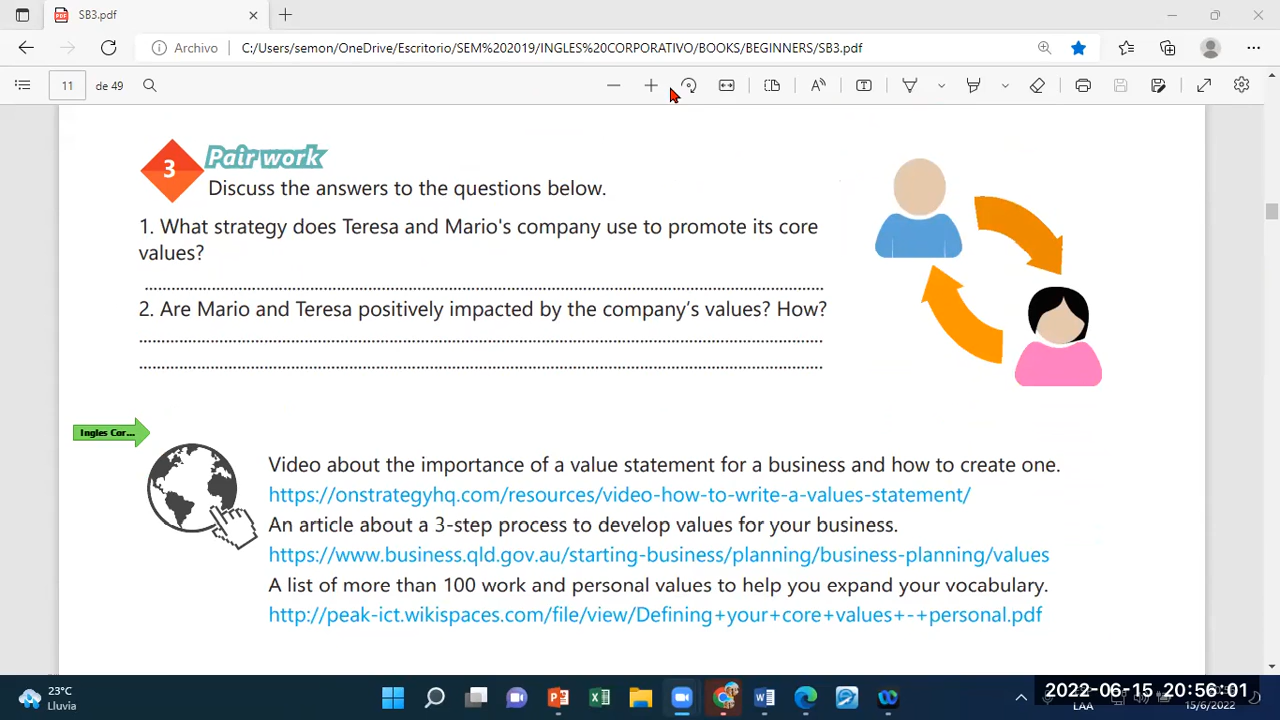 SB3.pdf
Archivo
C:/Users/semon/OneDrive/Escritorio/SEM%202019/INGLES%20CORPORATIVO/BOOKS/BEGINNERS/SB3.pdf
11
de 49
3
Pair work
Discuss the answers to the questions below.
1. What strategy does Teresa and Mario's company use to promote its core
values?
2. Are Mario and Teresa positively impacted by the company's values? How?
Ingles Cor...
Video about the importance of a value statement for a business and how to create one.
https://onstrategyhq.com/resources/video-how-to-write-a-values-statement/
An article about a 3-step process to develop values for your business.
https://www.business.qld.gov.au/starting-business/planning/business-planning/values
A list of more than 100 work and personal values to help you expand your vocabulary.
http://peak-ict.wikispaces.com/file/view/Defining+your+core+values+-+personal.pdf
23°C
Lluvia
2022-06-15 20:56:01
LAA
15/6/2022